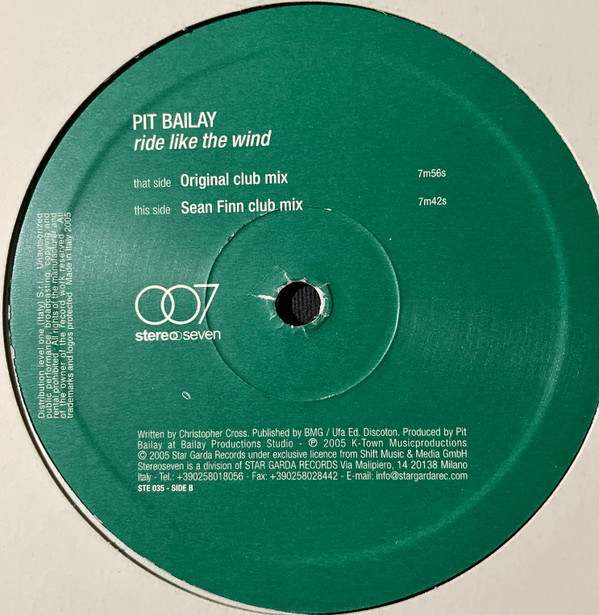 PIT BAILAY
ride like the wind
that side Original club mix 7m56s
this side Sean Finn club mix 7m42s
007
stereoseven
Distribution level one (Italy) S.r.l. Unauthorized
public performance broadcasting, copying and
rental prohibited. All rights of the manufacturer and
of the owner of the record work reserved. All
trademarks and logos protected. Made in Italy 2005
Written by Christopher Cross. Published by BMG / Ufa Ed. Discoton. Produced by Pit
Bailay at Bailay Productions Studio - ℗ 2005 K-Town Musicproductions
© 2005 Star Garda Records under exclusive licence from Shift Music & Media GmbH
Stereoseven is a division of STAR GARDA RECORDS Via Malipiero, 14 20138 Milano
Italy - Tel.: +390258018056 - Fax: +390258028442 - E-mail: info@stargardarec.com
STE 035 - SIDE B